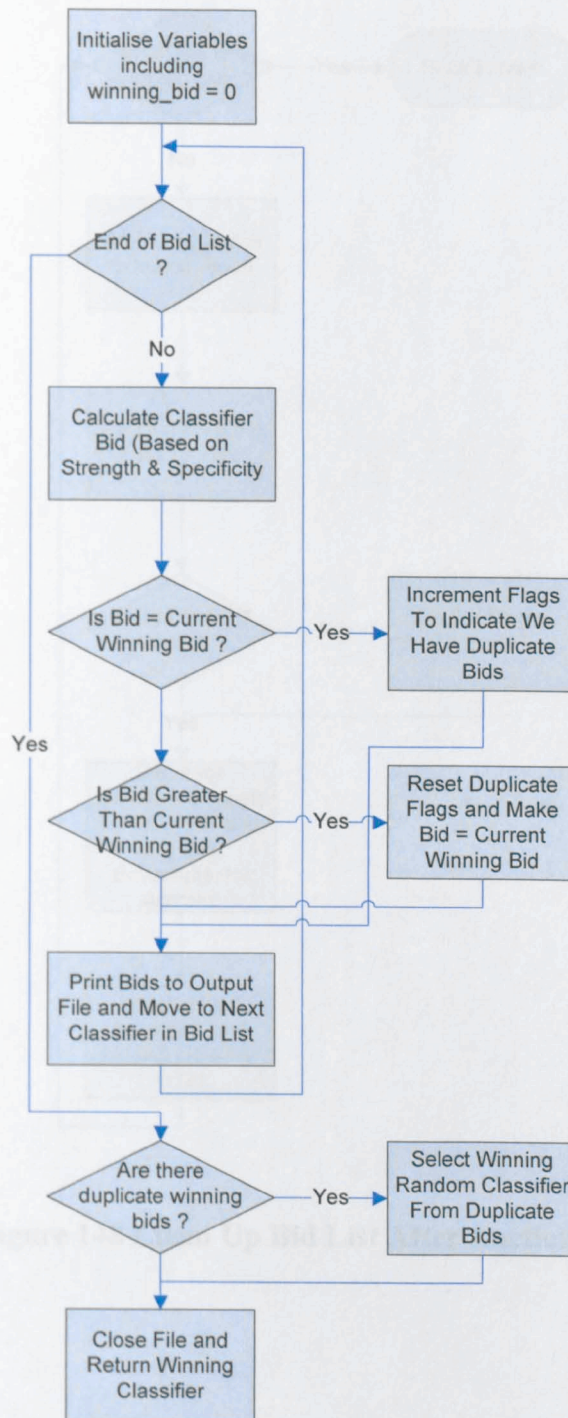 Initialise Variables
including
winning_bid = 0
End of Bid List
?
No
Calculate Classifier
Bid (Based on
Strength & Specificity
Is Bid = Current
Winning Bid ?
Yes
Increment Flags
To Indicate We
Have Duplicate
Bids
Yes
Is Bid Greater
Than Current
Winning Bid ?
Yes
Reset Duplicate
Flags and Make
Bid = Current
Winning Bid
Print Bids to Output
File and Move to Next
Classifier in Bid List
Are there
duplicate winning
bids ?
Yes
Select Winning
Random Classifier
From Duplicate
Bids
Close File and
Return Winning
Classifier